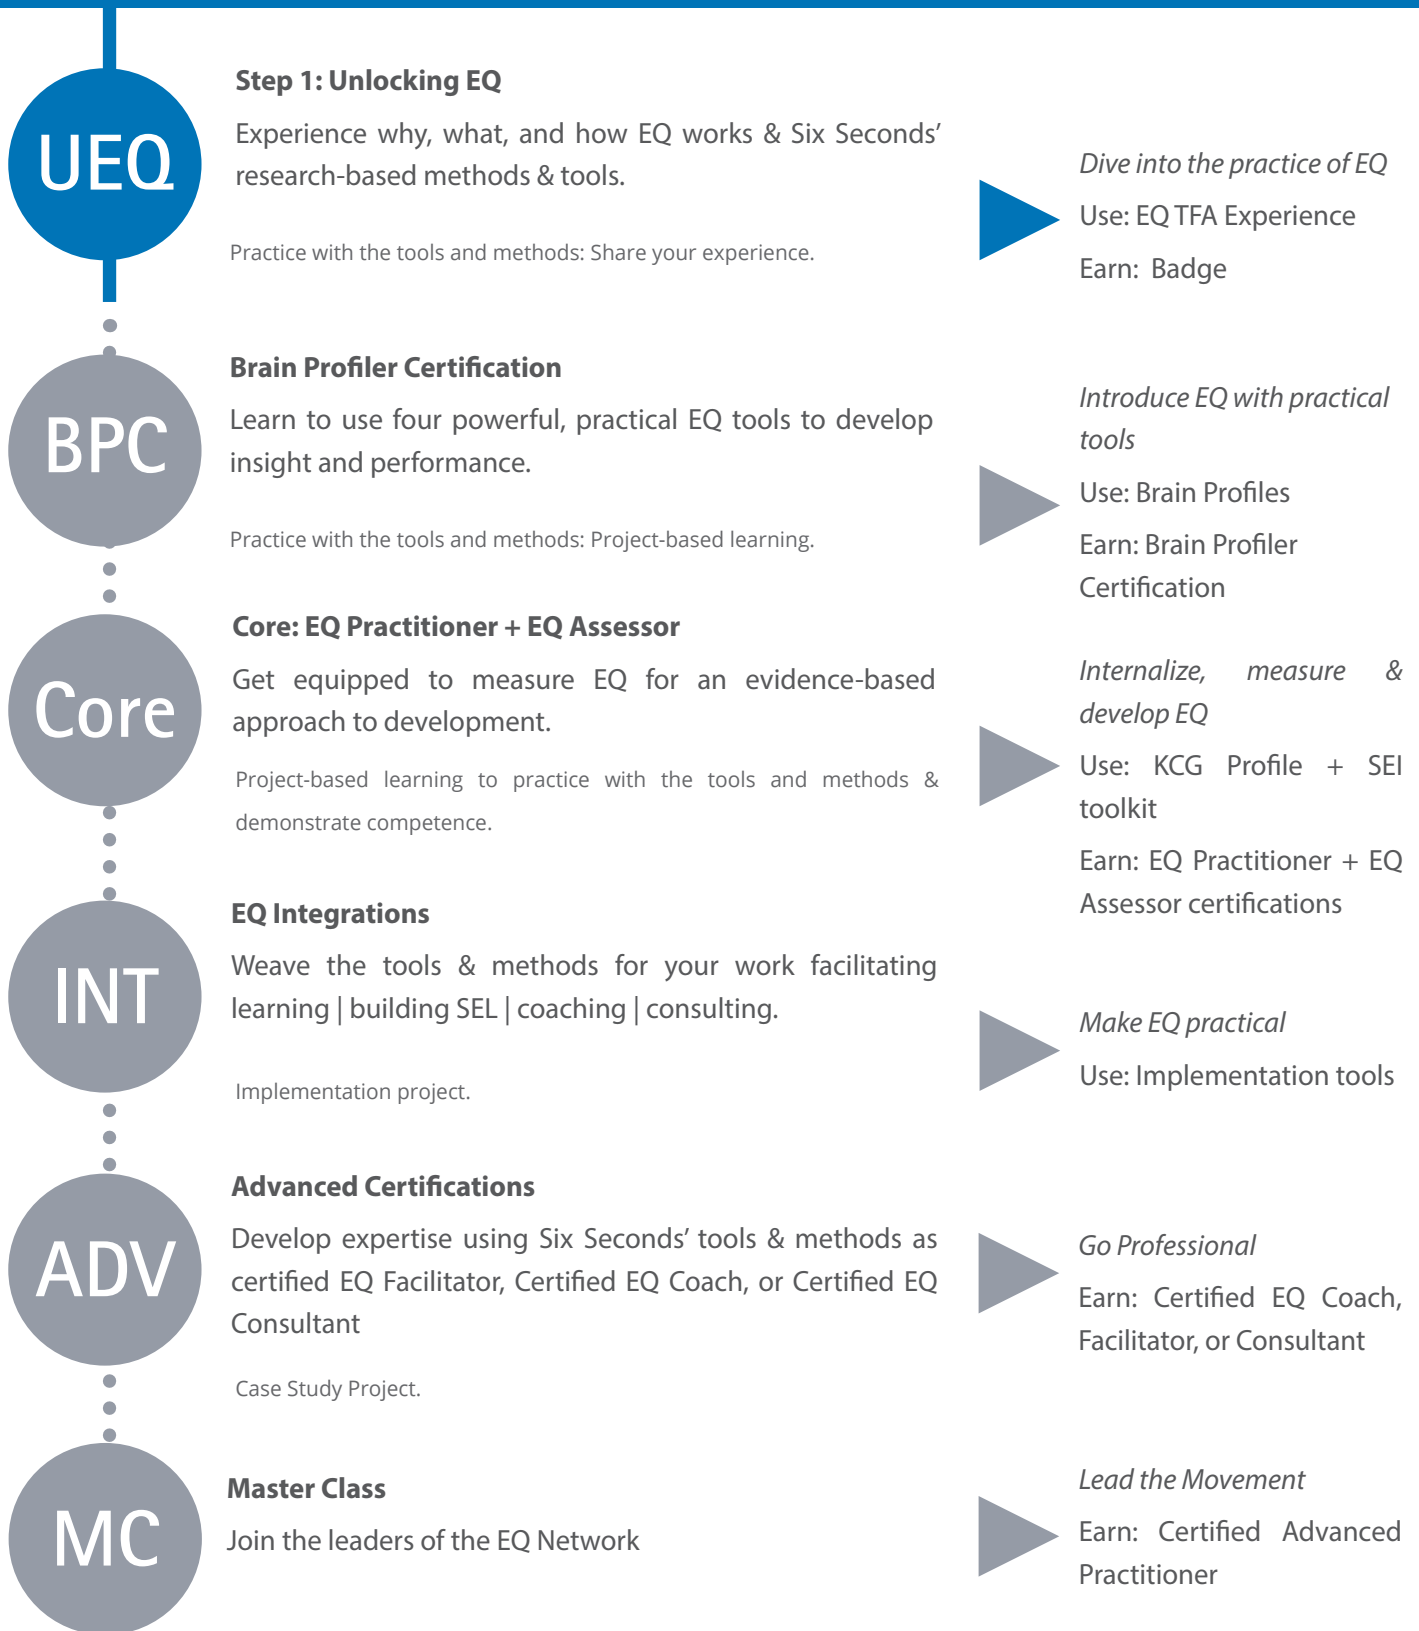 UEQ
Step 1: Unlocking EQ
Experience why, what, and how EQ works & Six Seconds’
research-based methods & tools.
Practice with the tools and methods: Share your experience.
Dive into the practice of EQ
Use: EQ TFA Experience
Earn: Badge
BPC
Brain Profiler Certification
Learn to use four powerful, practical EQ tools to develop
insight and performance.
Practice with the tools and methods: Project-based learning.
Introduce EQ with practical
tools
Use: Brain Profiles
Earn: Brain Profiler
Certification
Core
Core: EQ Practitioner + EQ Assessor
Get equipped to measure EQ for an evidence-based
approach to development.
Project-based learning to practice with the tools and methods &
demonstrate competence.
Internalize, measure &
develop EQ
Use: KCG Profile + SEI
toolkit
Earn: EQ Practitioner + EQ
Assessor certifications
INT
EQ Integrations
Weave the tools & methods for your work facilitating
learning | building SEL | coaching | consulting.
Implementation project.
Make EQ practical
Use: Implementation tools
ADV
Advanced Certifications
Develop expertise using Six Seconds’ tools & methods as
certified EQ Facilitator, Certified EQ Coach, or Certified EQ
Consultant
Case Study Project.
Go Professional
Earn: Certified EQ Coach,
Facilitator, or Consultant
MC
Master Class
Join the leaders of the EQ Network
Lead the Movement
Earn: Certified Advanced
Practitioner